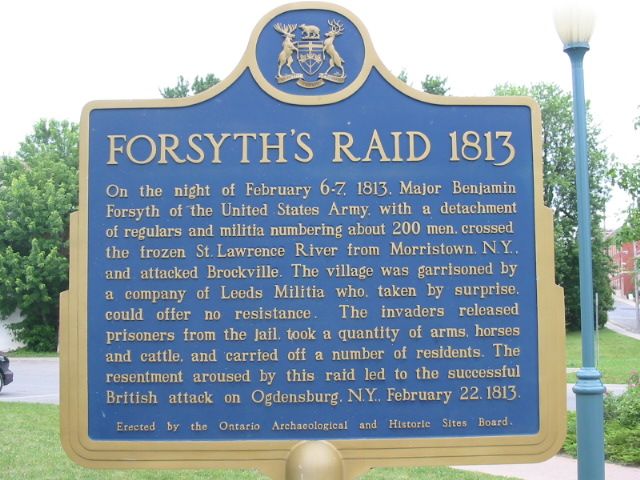 FORSYTH'S RAID 1813
On the night of February 6-7, 1813, Major Benjamin
Forsyth of the United States Army, with a detachment
of regulars and militia numbering about 200 men, crossed
the frozen St. Lawrence River from Morristown, N.Y.,
and attacked Brockville. The village was garrisoned by
a company of Leeds Militia who, taken by surprise,
could offer no resistance. The invaders released
prisoners from the jail, took a quantity of arms, horses
and cattle, and carried off a number of residents. The
resentment aroused by this raid led to the successful
British attack on Ogdensburg, N.Y., February 22, 1813.
Erected by the Ontario Archaeological and Historic Sites Board.